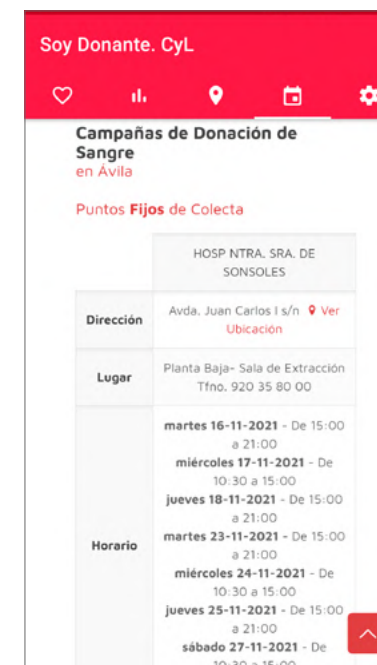 Soy Donante. CyL
Campañas de Donación de
Sangre
en Ávila
Puntos Fijos de Colecta
HOSP NTRA. SRA. DE
SONSOLES
Dirección
Avda. Juan Carlos I s/n Ver
Ubicación
Lugar
Planta Baja- Sala de Extracción
Tfno. 920 35 80 00
Horario
martes 16-11-2021 - De 15:00
a 21:00
miércoles 17-11-2021 - De
10:30 a 15:00
jueves 18-11-2021 - De 15:00
a 21:00
martes 23-11-2021 - De 15:00
a 21:00
miércoles 24-11-2021 - De
10:30 a 15:00
jueves 25-11-2021 - De 15:00
a 21:00
sábado 27-11-2021 - De
10:30 a 15:00